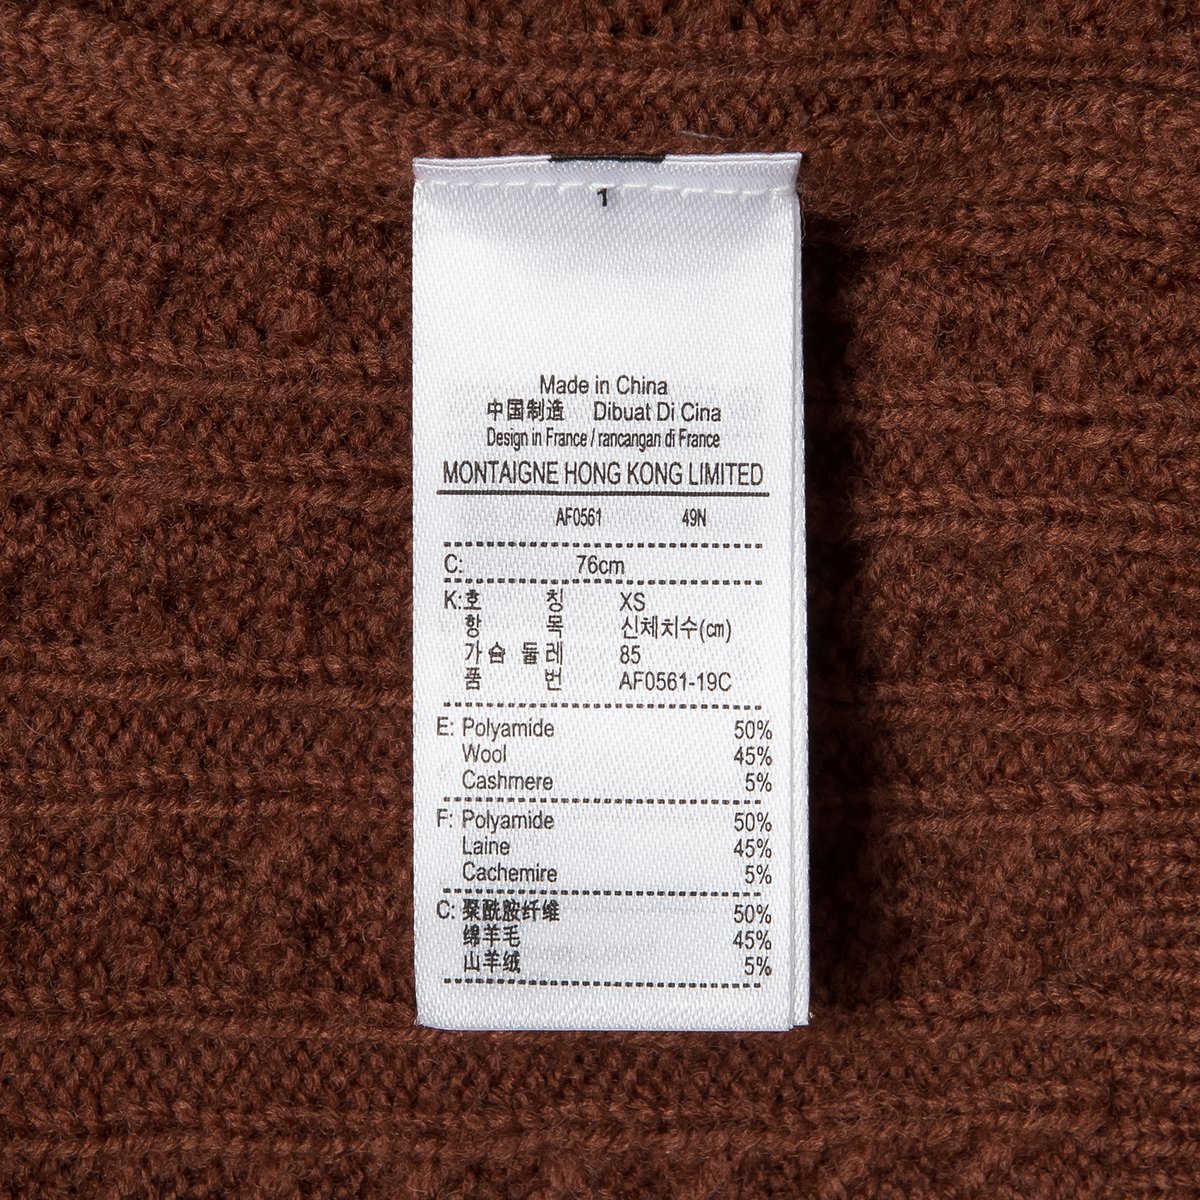 1
Made in China
中国制造 Dibuat Di Cina
Design in France / rancangan di France
MONTAIGNE HONG KONG LIMITED
AF0561 49N
C: 76cm
K:호 칭 XS
항 목 신체치수(㎝)
가슴 둘레 85
품 번 AF0561-19C
E: Polyamide 50%
Wool 45%
Cashmere 5%
F: Polyamide 50%
Laine 45%
Cachemire 5%
C: 聚酰胺纤维 50%
绵羊毛 45%
山羊绒 5%